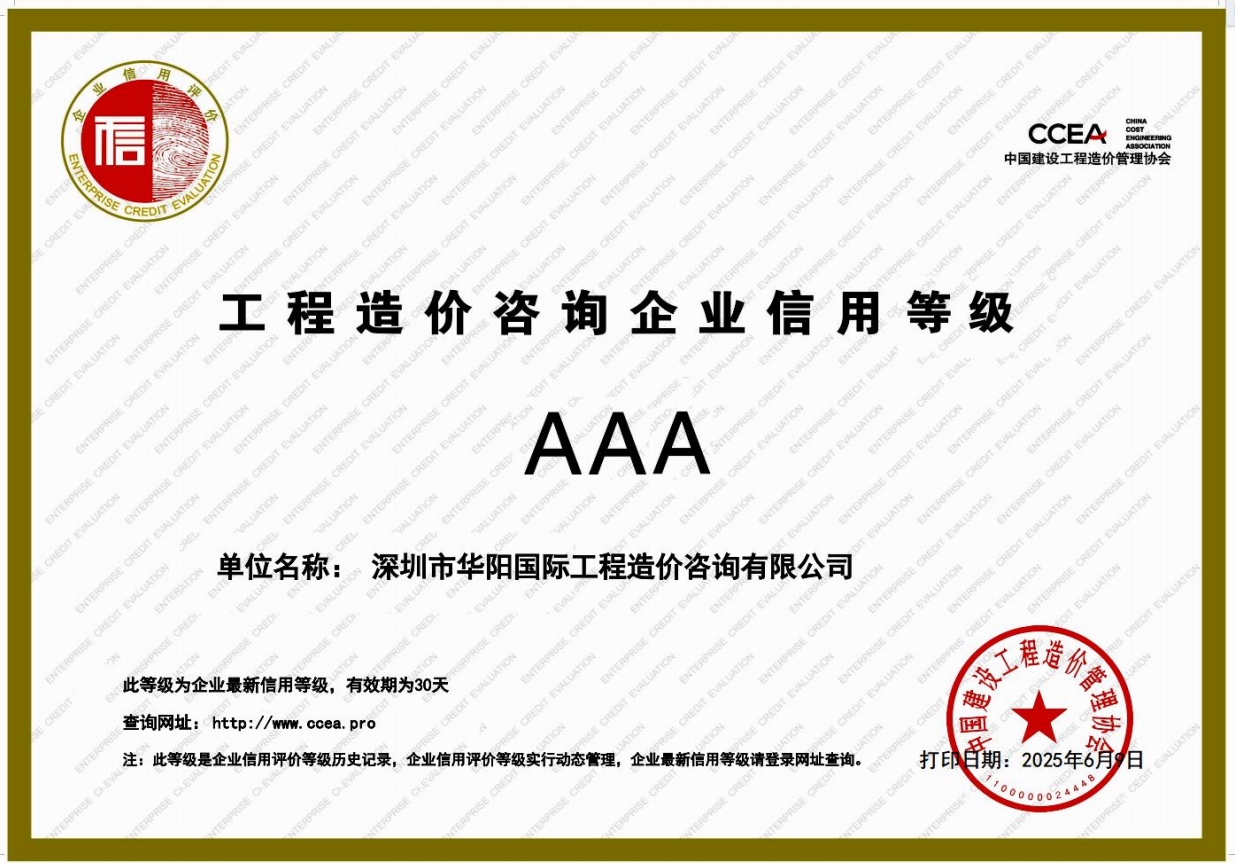 企业信用评价
信
ENTERPRISE CREDIT EVALUATION
CCEA
CHINA
COST
ENGINEERING
ASSOCIATION
中国建设工程造价管理协会
工程造价咨询企业信用等级
AAA
单位名称： 深圳市华阳国际工程造价咨询有限公司
此等级为企业最新信用等级，有效期为30天
查询网址： http://www.ccea.pro
注：此等级是企业信用评价等级历史记录，企业信用评价等级实行动态管理，企业最新信用等级请登录网址查询。
中国建设工程造价管理协会
打印日期： 2025年6月9日
1100000024448